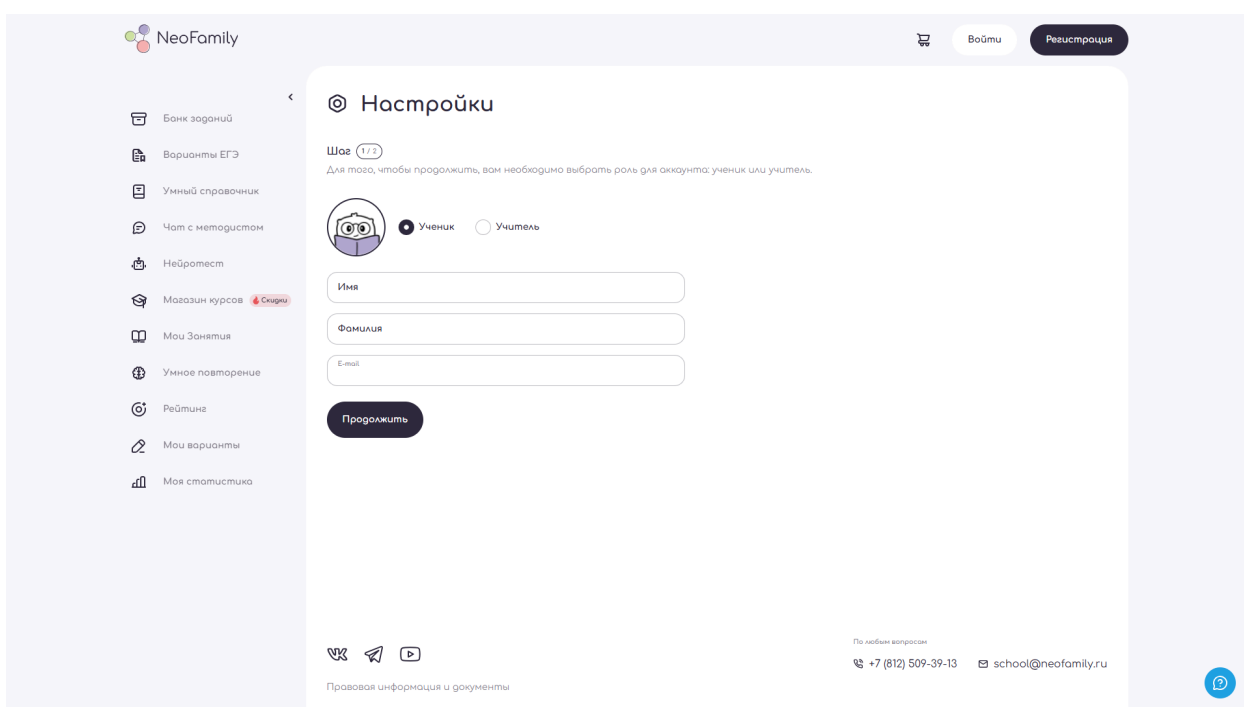 NeoFamily
Войти
Регистрация
Банк заданий
Варианты ЕГЭ
Умный справочник
Чат с методистом
Нейротест
Магазин курсов Скидки
Мои Занятия
Умное повторение
Рейтинг
Мои варианты
Моя статистика
Настройки
Шаг 1 / 2
Для того, чтобы продолжить, вам необходимо выбрать роль для аккаунта: ученик или учитель.
Ученик Учитель
Имя
Фамилия
E-mail
Продолжить
По любым вопросам
+7 (812) 509-39-13 school@neofamily.ru
Правовая информация и документы